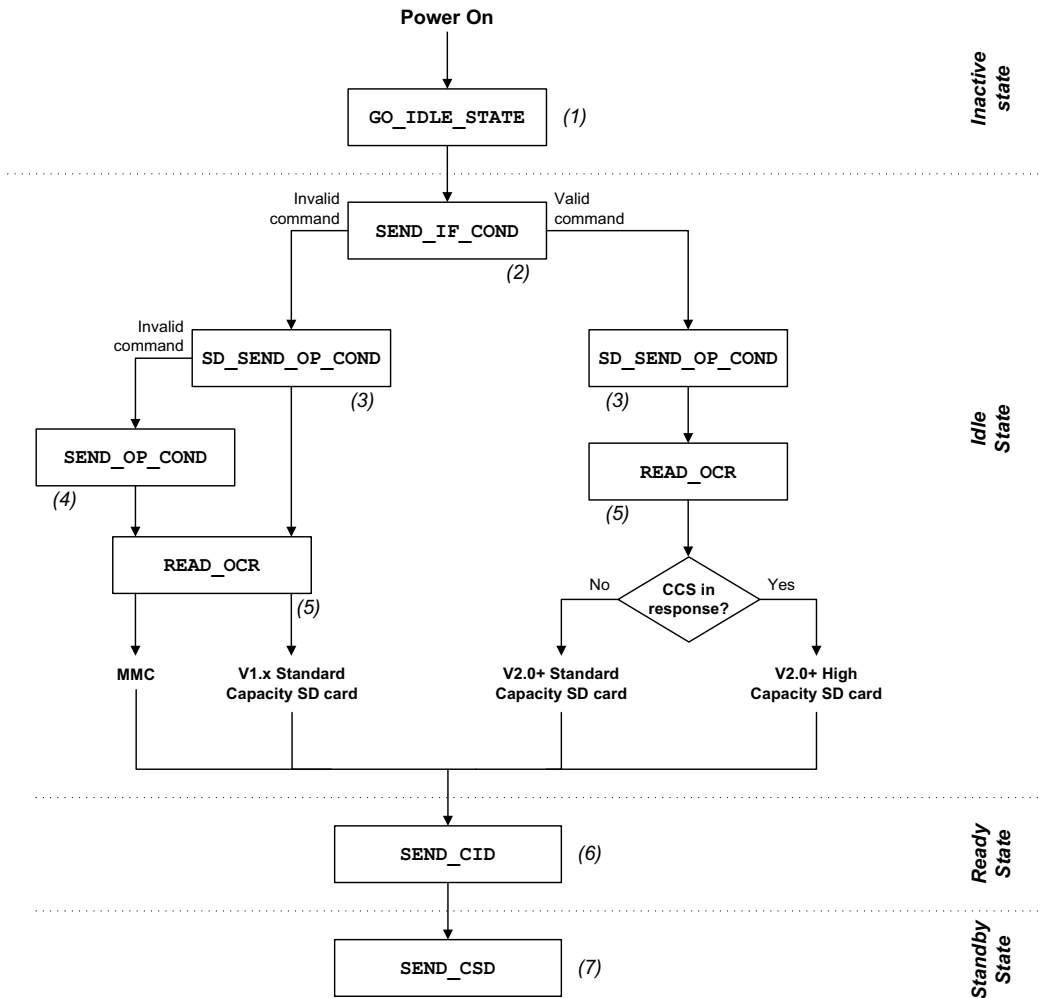 Power On
GO_IDLE_STATE
(1)
Inactive
state
Invalid
command
SEND_IF_COND
Valid
command
(2)
Invalid
command
SD_SEND_OP_COND
(3)
SD_SEND_OP_COND
(3)
SEND_OP_COND
(4)
READ_OCR
(5)
Idle
State
READ_OCR
(5)
No
CCS in
response?
Yes
MMC
V1.x Standard
Capacity SD card
V2.0+ Standard
Capacity SD card
V2.0+ High
Capacity SD card
SEND_CID
(6)
Ready
State
SEND_CSD
(7)
Standby
State